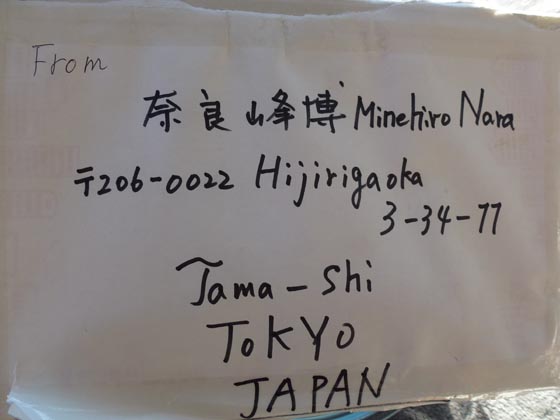 From
奈良峰博 Minehiro Nara
〒206-0022 Hijirigaoka
3-34-77
Tama-Shi
TOKYO
JAPAN